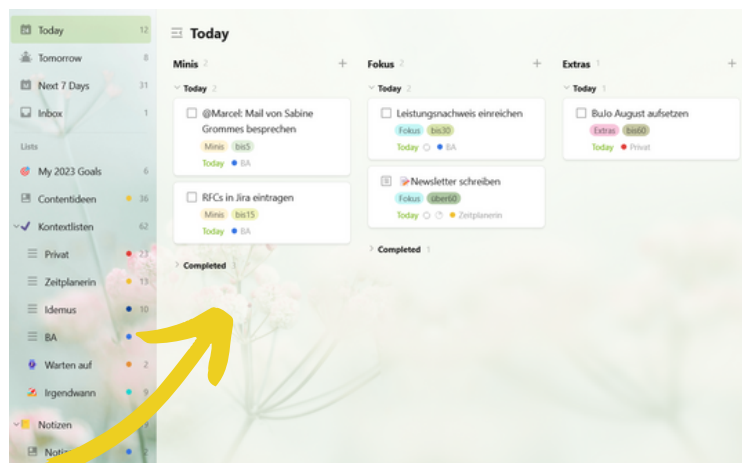 Today 12
Tomorrow 8
Next 7 Days 31
Inbox 1
Lists
My 2023 Goals 6
Contentideen 36
Kontextlisten 62
Privat 23
Zeitplanerin 13
Idemus 10
BA
Warten auf 2
Irgendwann 9
Notizen
2
Today
Minis 2
Today 2
@Marcel: Mail von Sabine
Grommes besprechen
Minis bis5
Today BA
RFCs in Jira eintragen
Minis bis15
Today BA
Completed 1
Fokus 2
Today 2
Leistungsnachweis einreichen
Fokus bis30
Today BA
Newsletter schreiben
Fokus über60
Today Zeitplanerin
Completed 1
Extras 1
Today 1
BuJo August aufsetzen
Extras bis60
Today Privat